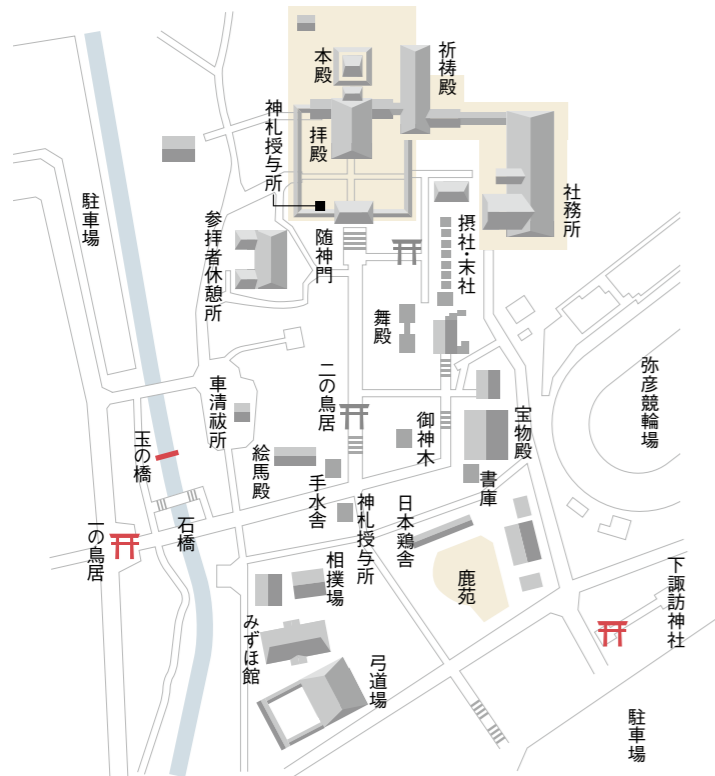 本殿
祈祷殿
神札授与所
拝殿
社務所
駐車場
参拝者休憩所
随神門
摂社・末社
舞殿
弥彦競輪場
二の鳥居
車清祓所
御神木
宝物殿
玉の橋
絵馬殿
手水舎
神札授与所
日本鶏舎
書庫
一の鳥居
石橋
相撲場
鹿苑
下諏訪神社
みずほ館
弓道場
駐車場